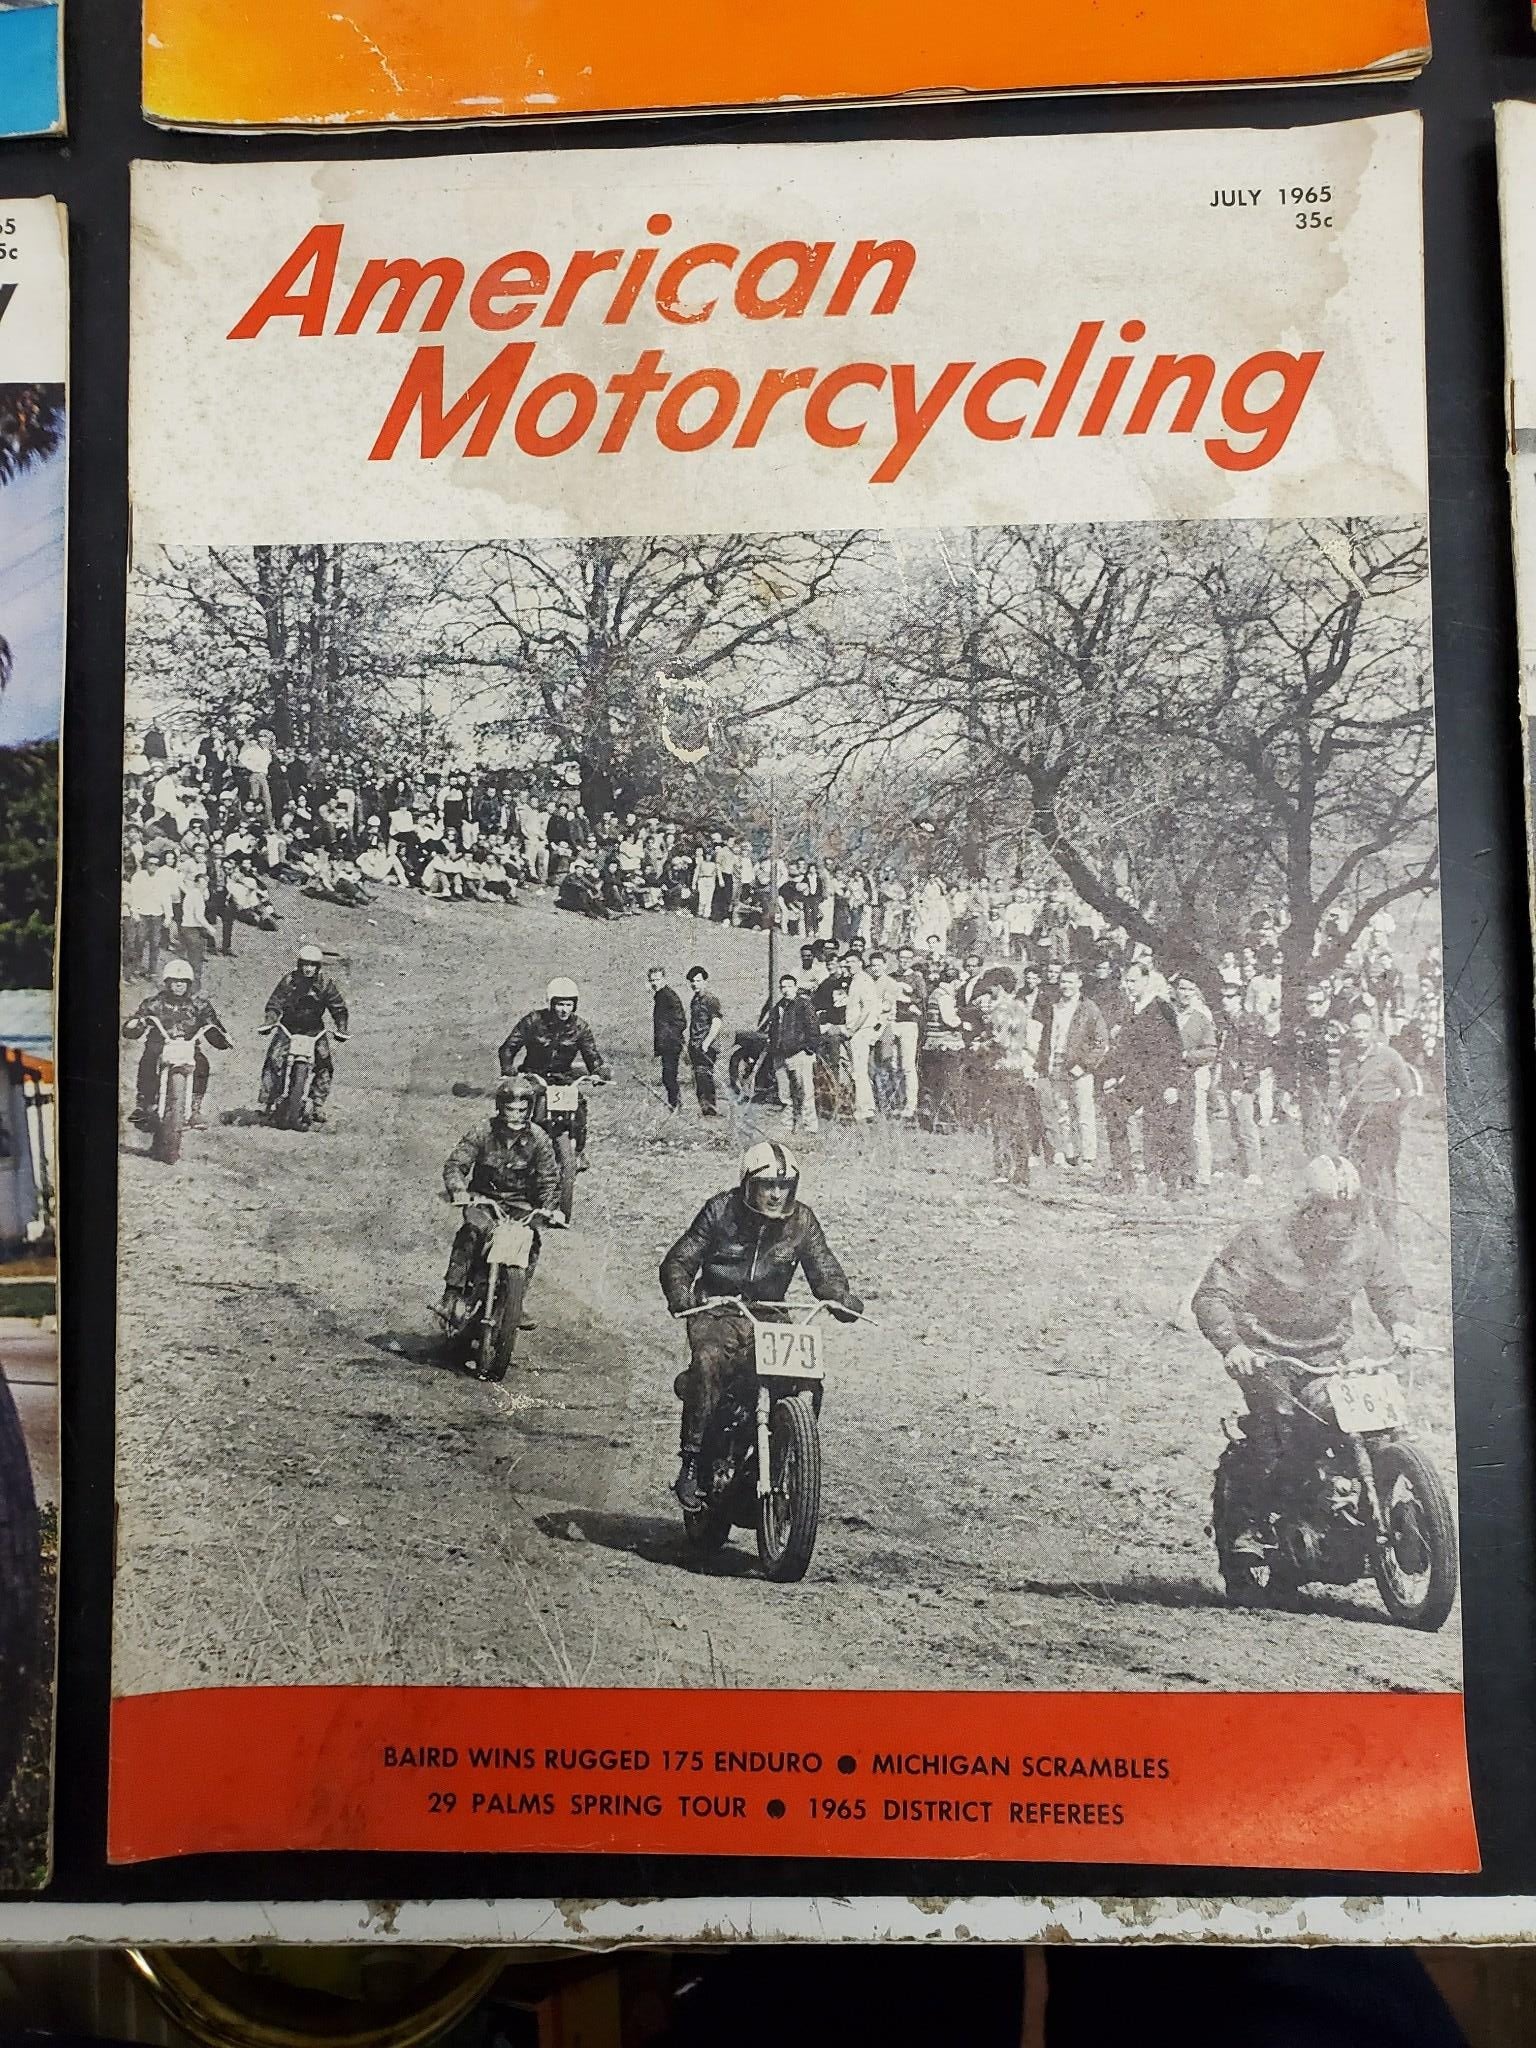 JULY 1965
35c
American
Motorcycling
379
BAIRD WINS RUGGED 175 ENDURO ● MICHIGAN SCRAMBLES
29 PALMS SPRING TOUR ● 1965 DISTRICT REFEREES